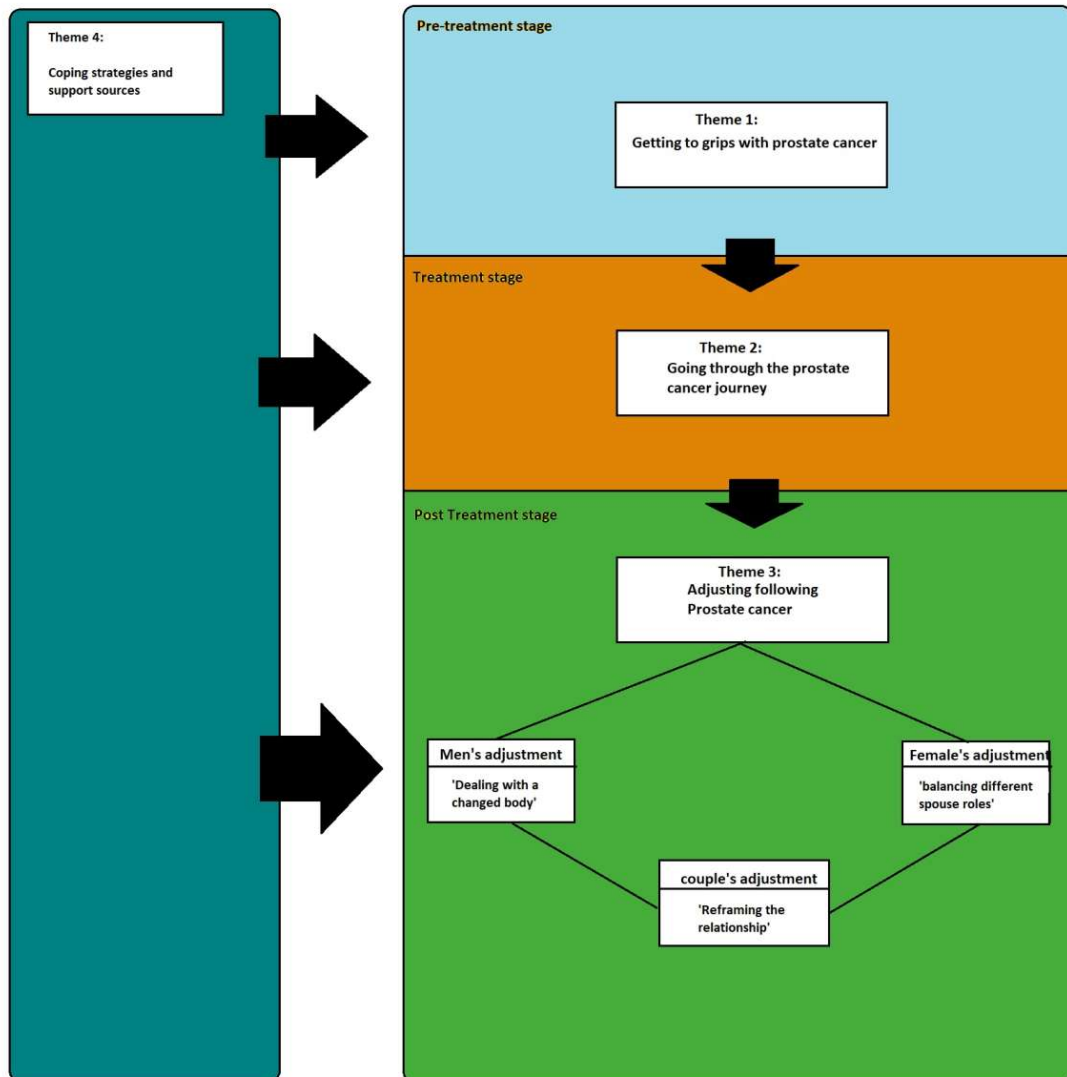 Theme 4:
Coping strategies and
support sources
Pre-treatment stage
Theme 1:
Getting to grips with prostate cancer
Treatment stage
Theme 2:
Going through the prostate
cancer journey
Post Treatment stage
Theme 3:
Adjusting following
Prostate cancer
Men's adjustment
'Dealing with a
changed body'
Female's adjustment
'balancing different
spouse roles'
couple's adjustment
'Reframing the
relationship'